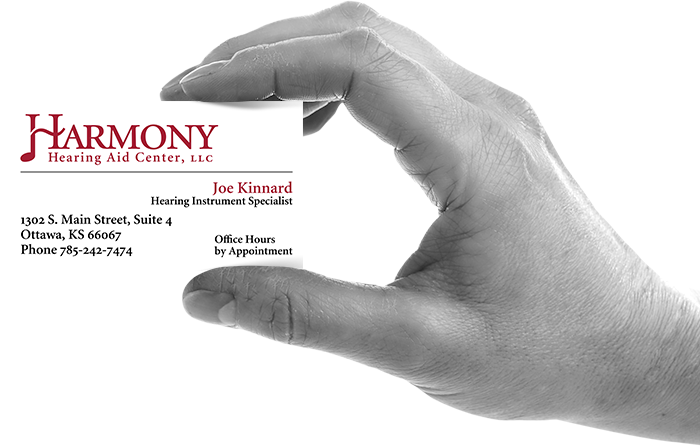 HARMONY
Hearing Aid Center, LLC
Joe Kinnard
Hearing Instrument Specialist
1302 S. Main Street, Suite 4
Ottawa, KS 66067
Phone 785-242-7474
Office Hours
by Appointment